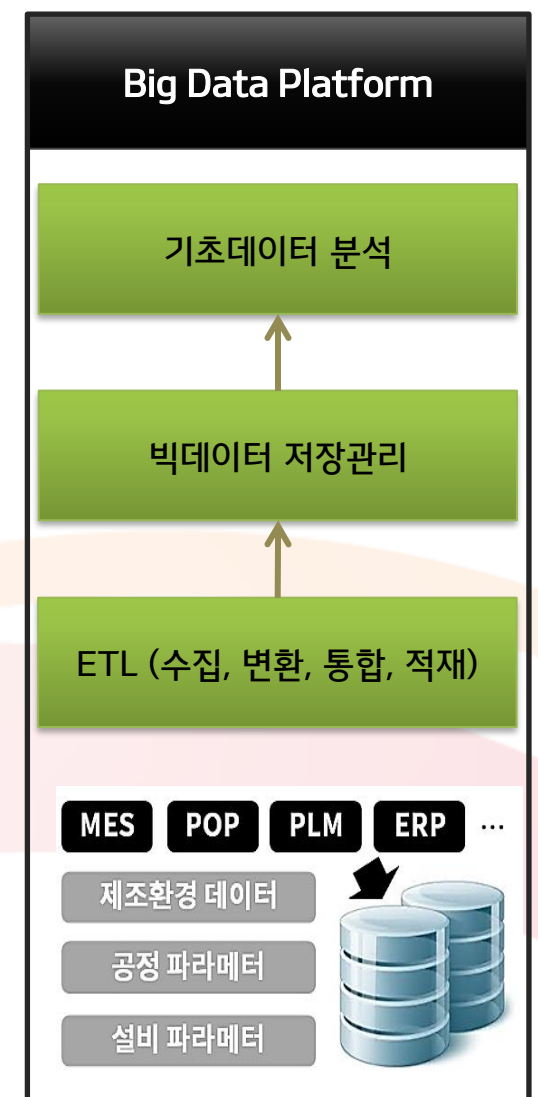 Big Data Platform
기초데이터 분석
빅데이터 저장관리
ETL (수집, 변환, 통합, 적재)
MES POP PLM ERP ...
제조환경 데이터
공정 파라메터
설비 파라메터